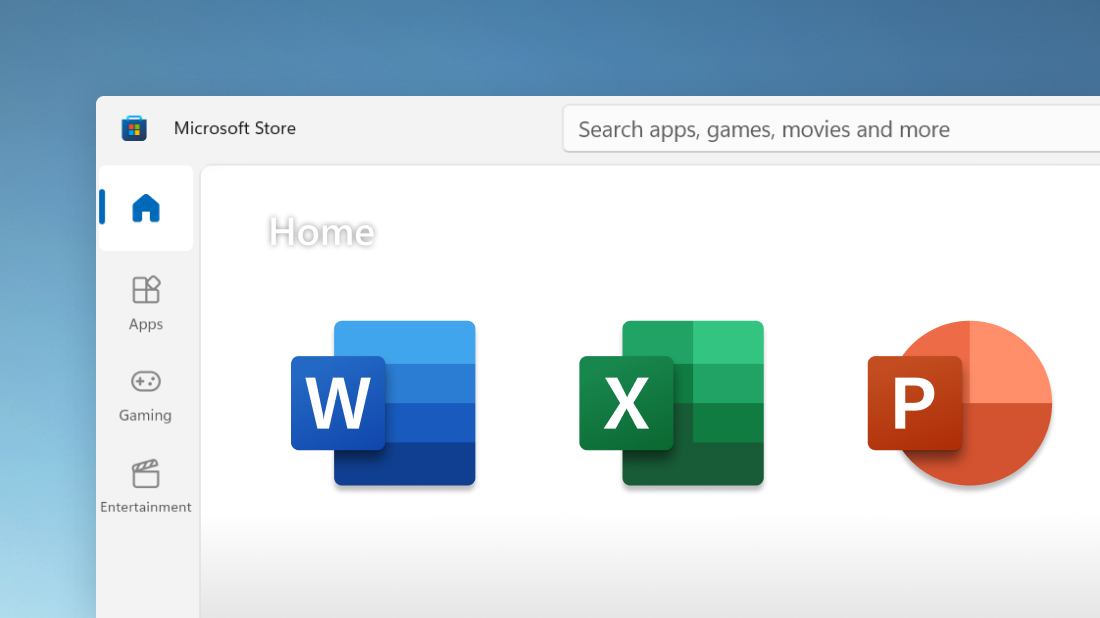 Microsoft Store
Search apps, games, movies and more
Home
Apps
Gaming
Entertainment
W
X
P